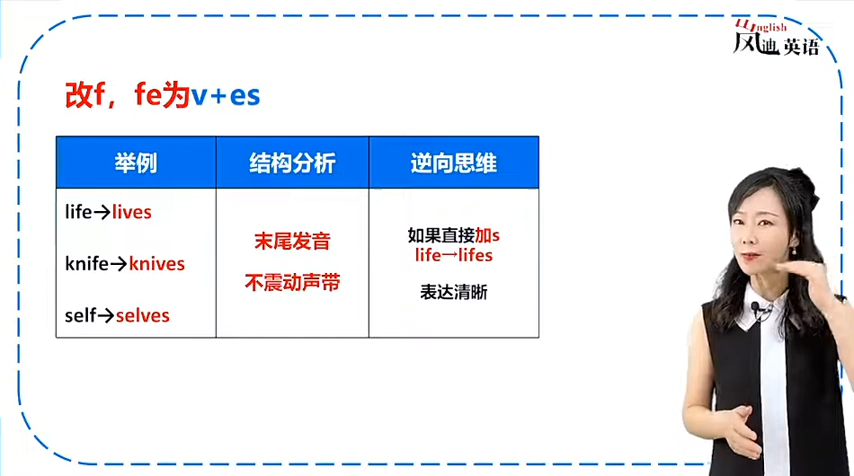 English
风迪 英语
改f，fe为v+es
举例 结构分析 逆向思维
life→lives
knife→knives
self→selves
末尾发音
不震动声带
如果直接加s
life→lifes
表达清晰